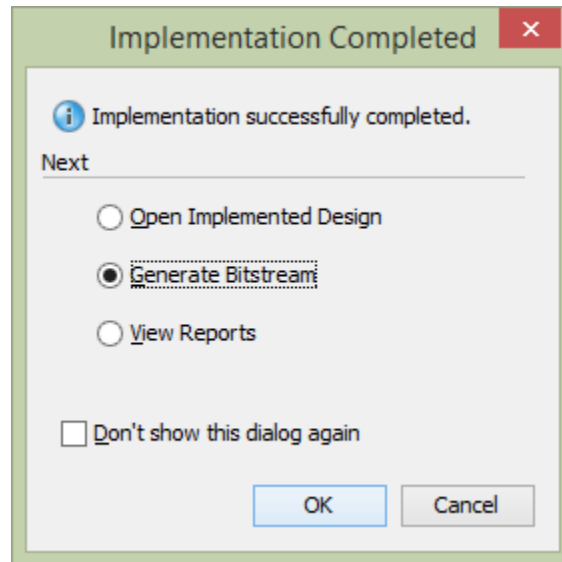 Implementation Completed
Implementation successfully completed.
Next
Open Implemented Design
Generate Bitstream
View Reports
Don't show this dialog again
OK
Cancel